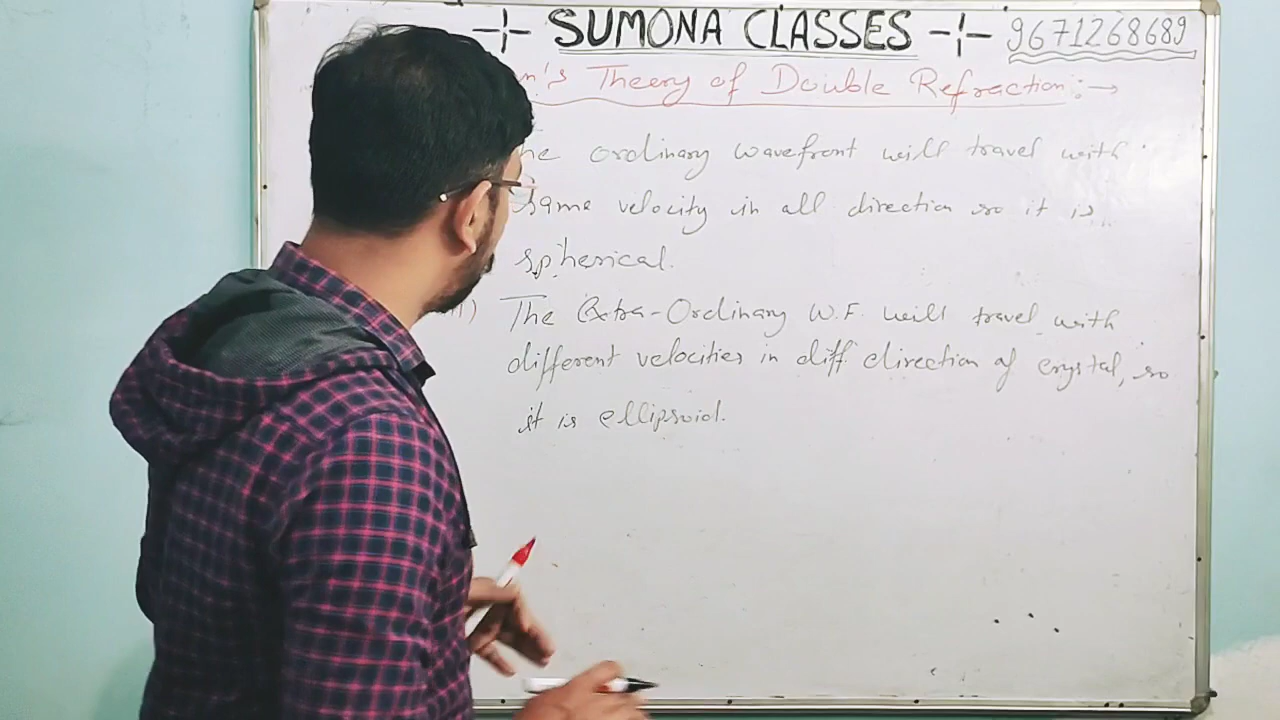 SUMONA CLASSES 9671268689
n's Theory of Double Refraction:→
he ordinary wavefront will travel with
same velocity in all direction so it is
spherical.
) The Extra-Ordinary W.F. will travel with
different velocities in diff direction of crystal, so
it is ellipsoid.